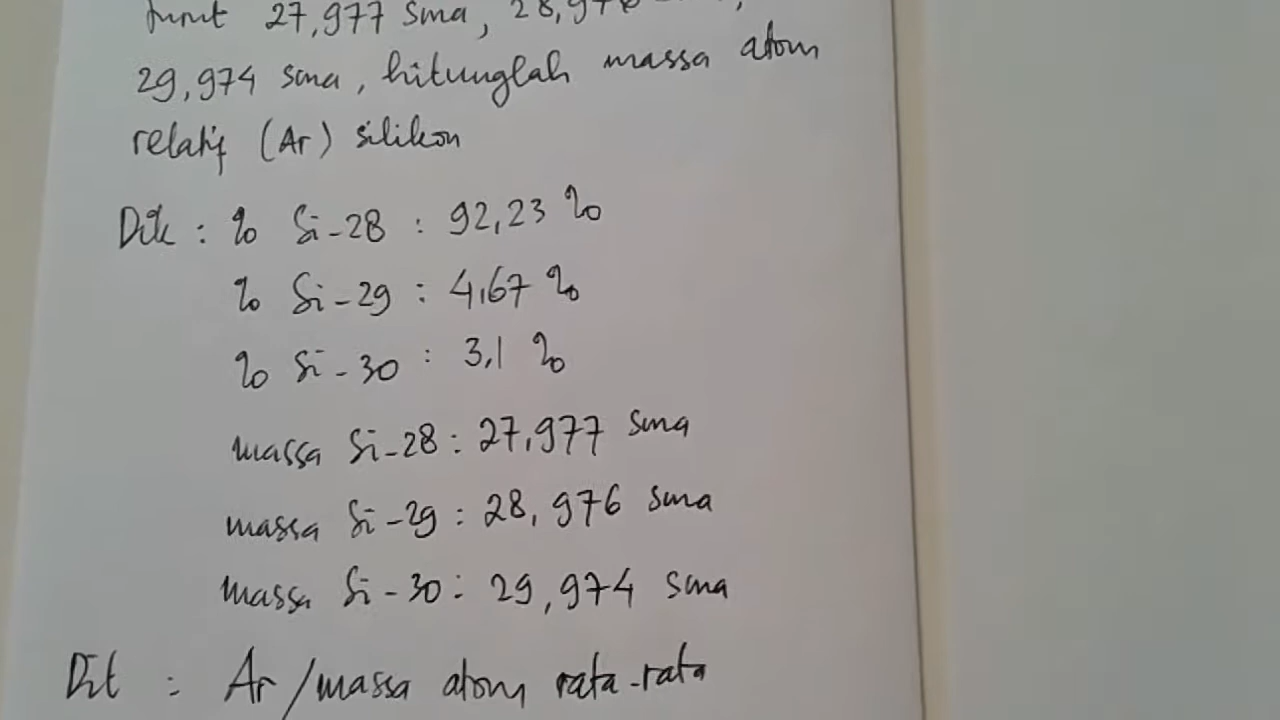 27,977 sma,
29,974 sma, hitunglah massa atom
relatif (Ar) silikon
Dik : % Si-28 : 92,23 %
% Si-29 : 4,67 %
% Si-30 : 3,1 %
massa Si-28 : 27,977 sma
massa Si-29 : 28,976 sma
massa Si-30 : 29,974 sma
Dit : Ar/massa atom rata-rata